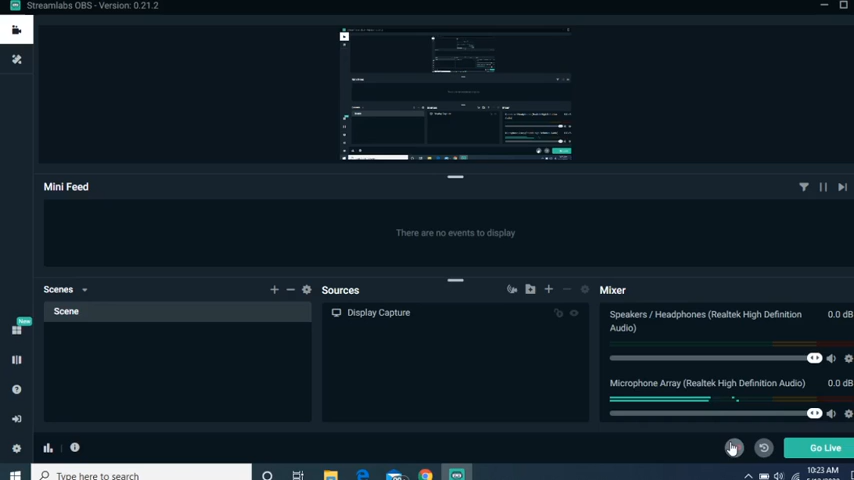 Streamlabs OBS - Version: 0.21.2
Mini Feed
There are no events to display
Scenes
Sources
Mixer
Scene
Display Capture
Speakers / Headphones (Realtek High Definition
Audio)
0.0 dB
Microphone Array (Realtek High Definition Audio)
0.0 dB
New
Go Live
Type here to search
10:23 AM